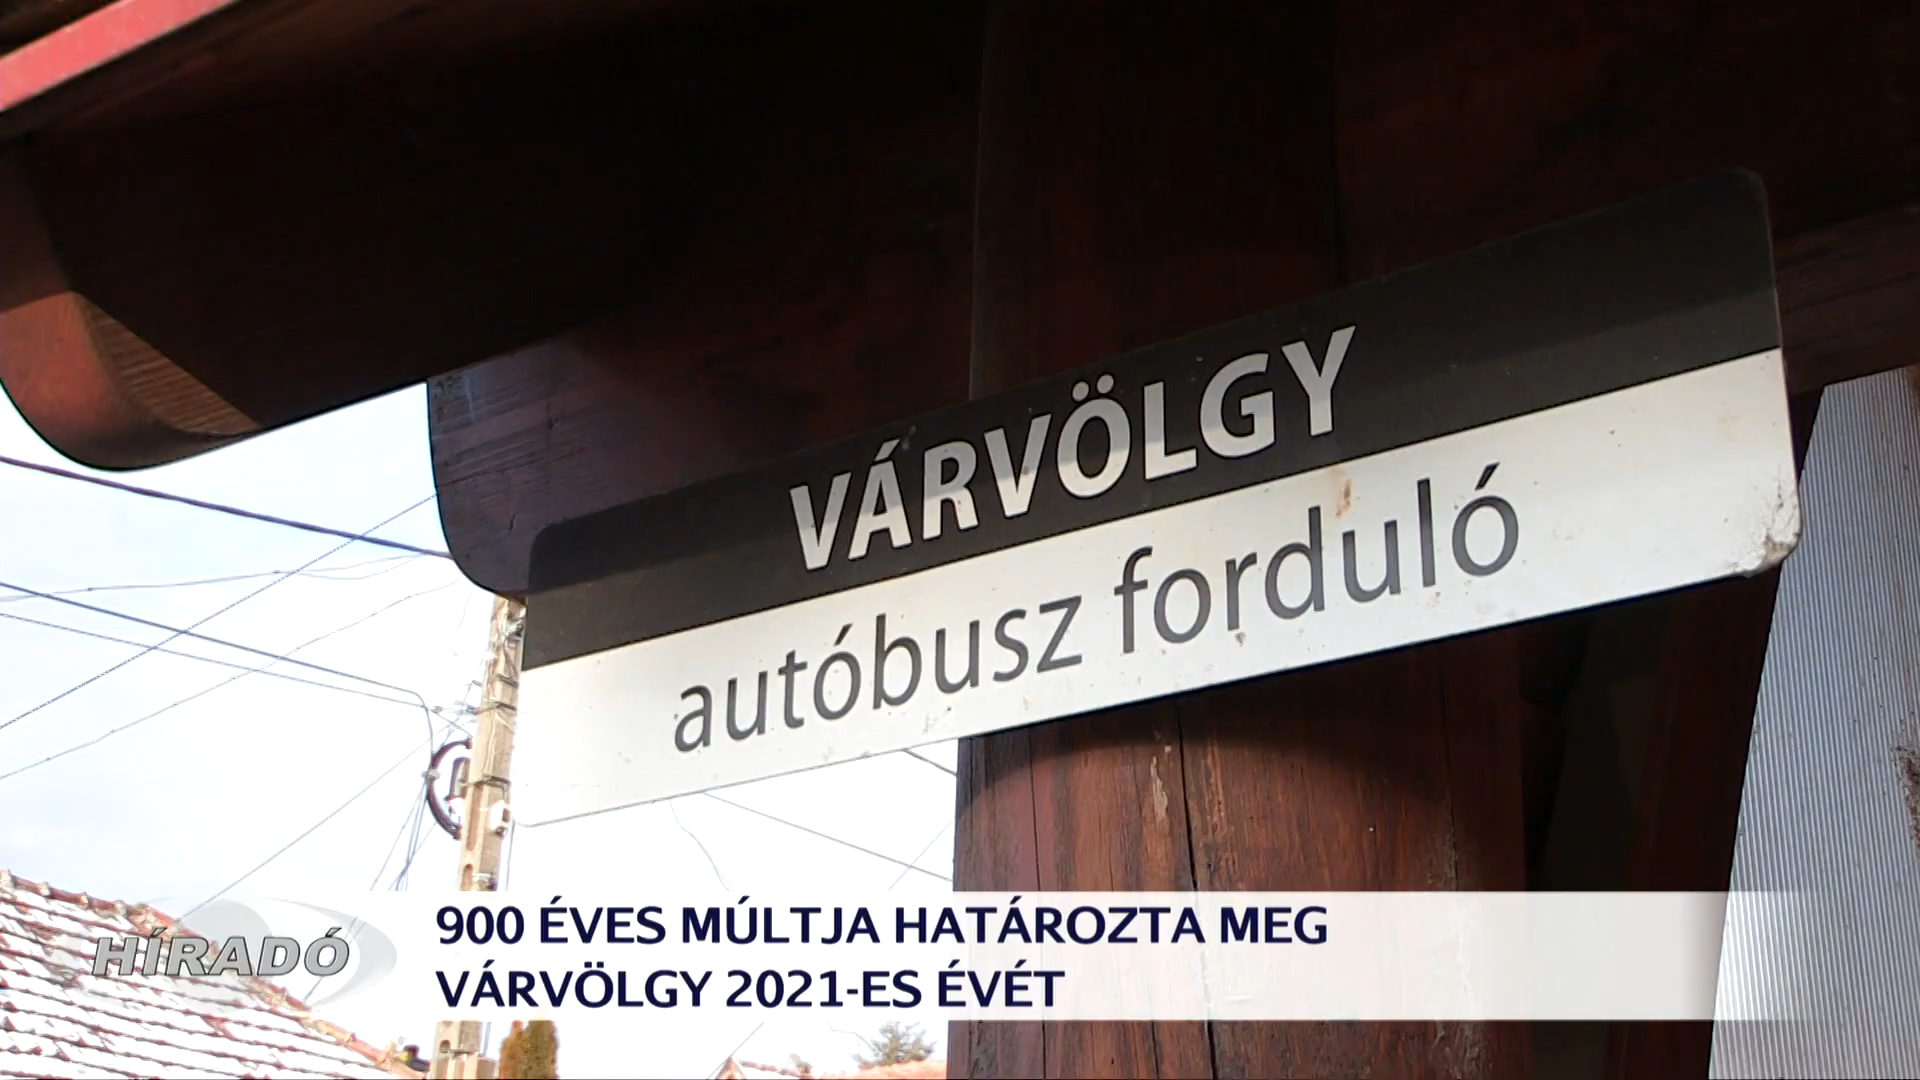 VÁRVÖLGY
autóbusz forduló
HÍRADÓ
900 ÉVES MÚLTJA HATÁROZTA MEG
VÁRVÖLGY 2021-ES ÉVÉT